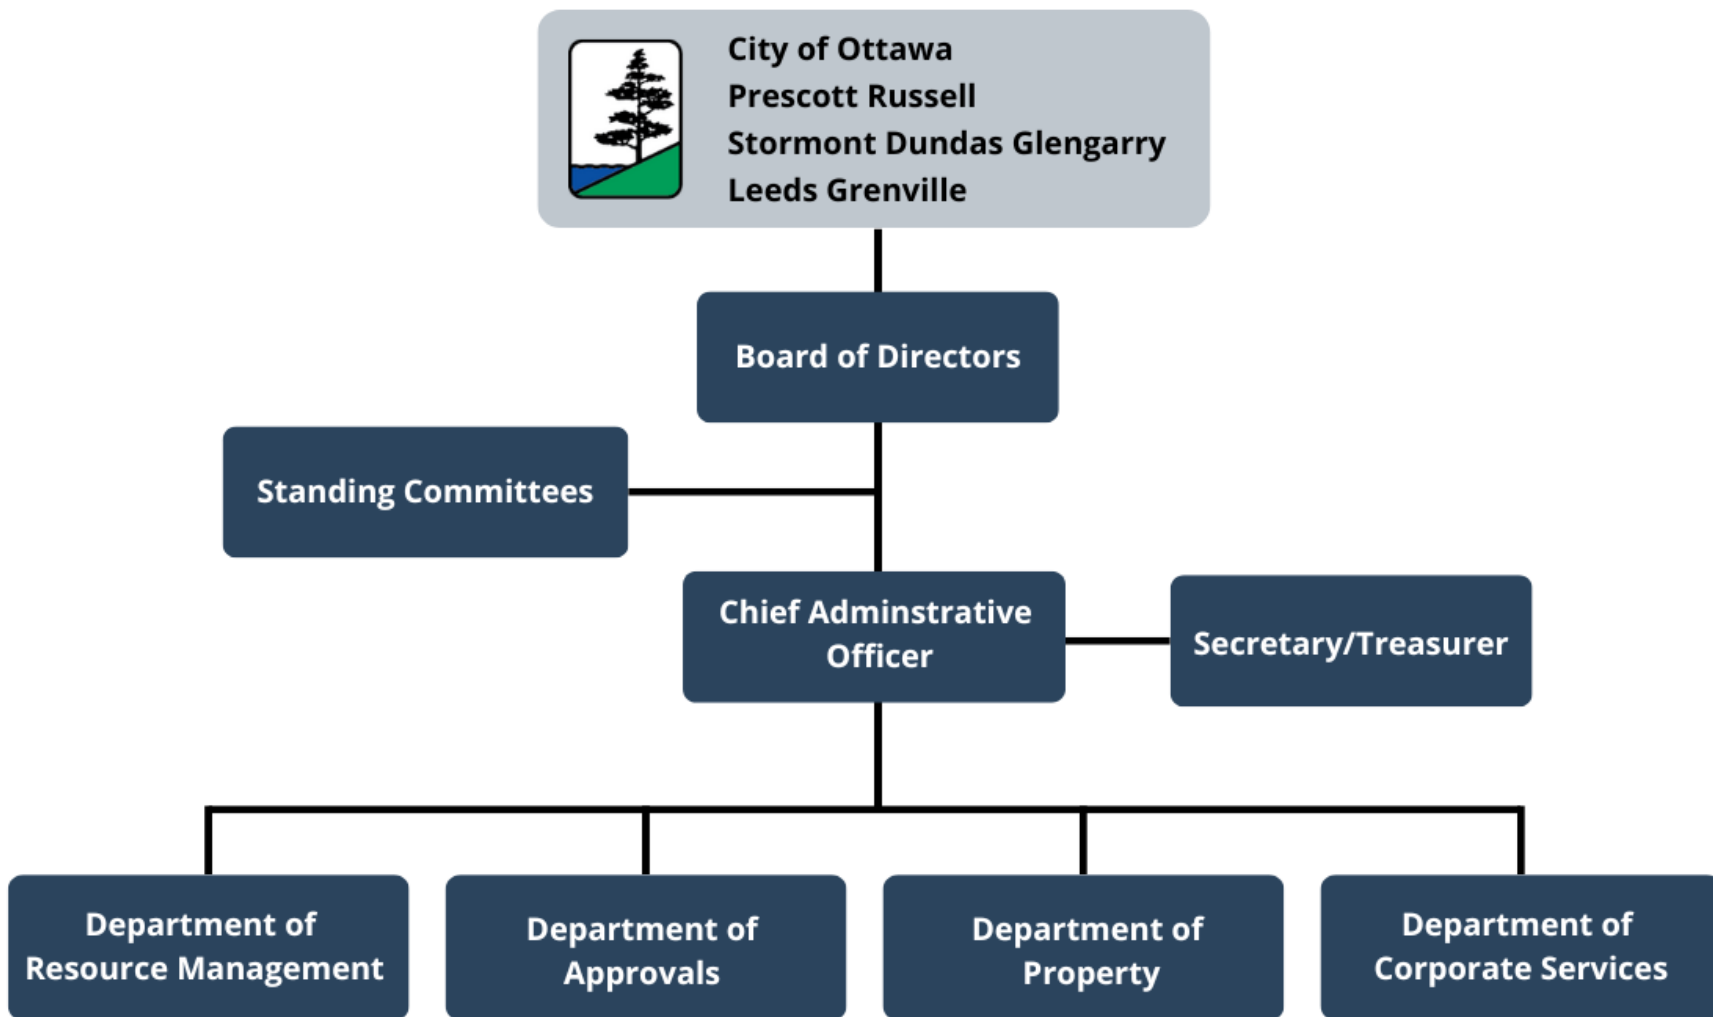 City of Ottawa
Prescott Russell
Stormont Dundas Glengarry
Leeds Grenville
Board of Directors
Standing Committees
Chief Adminstrative
Officer
Secretary/Treasurer
Department of
Resource Management
Department of
Approvals
Department of
Property
Department of
Corporate Services